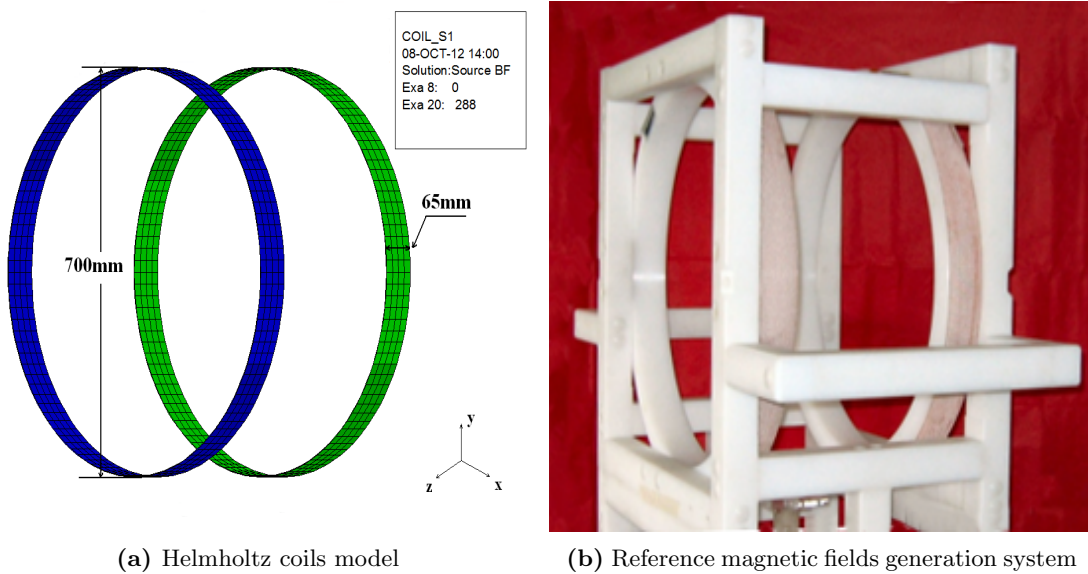 COIL_S1
08-OCT-12 14:00
Solution:Source BF
Exa 8: 0
Exa 20: 288
65mm
700mm
y
z
x
(a) Helmholtz coils model
(b) Reference magnetic fields generation system